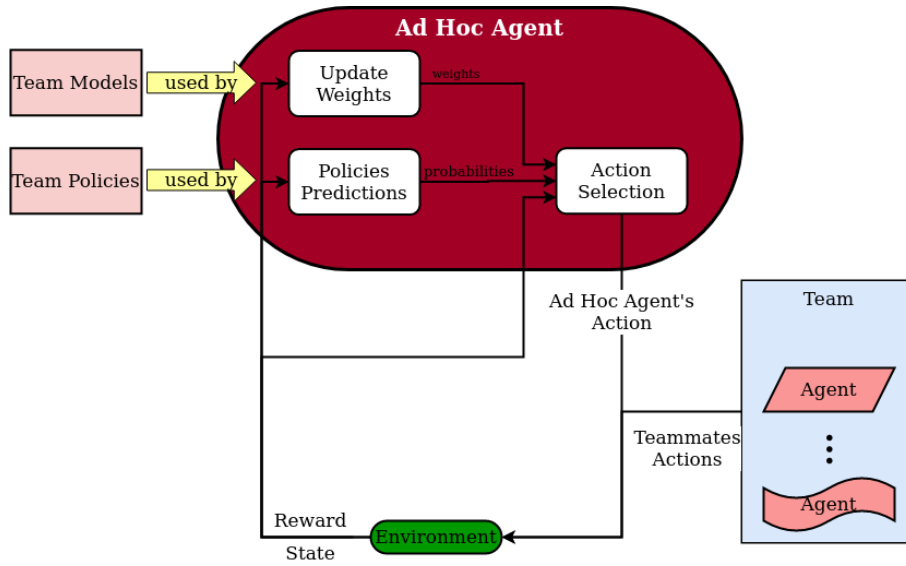 Ad Hoc Agent
Team Models
used by
Update
Weights
weights
Team Policies
used by
Policies
Predictions
probabilities
Action
Selection
Ad Hoc Agent's
Action
Team
Agent
Teammates
Actions
Agent
Reward
State
Environment